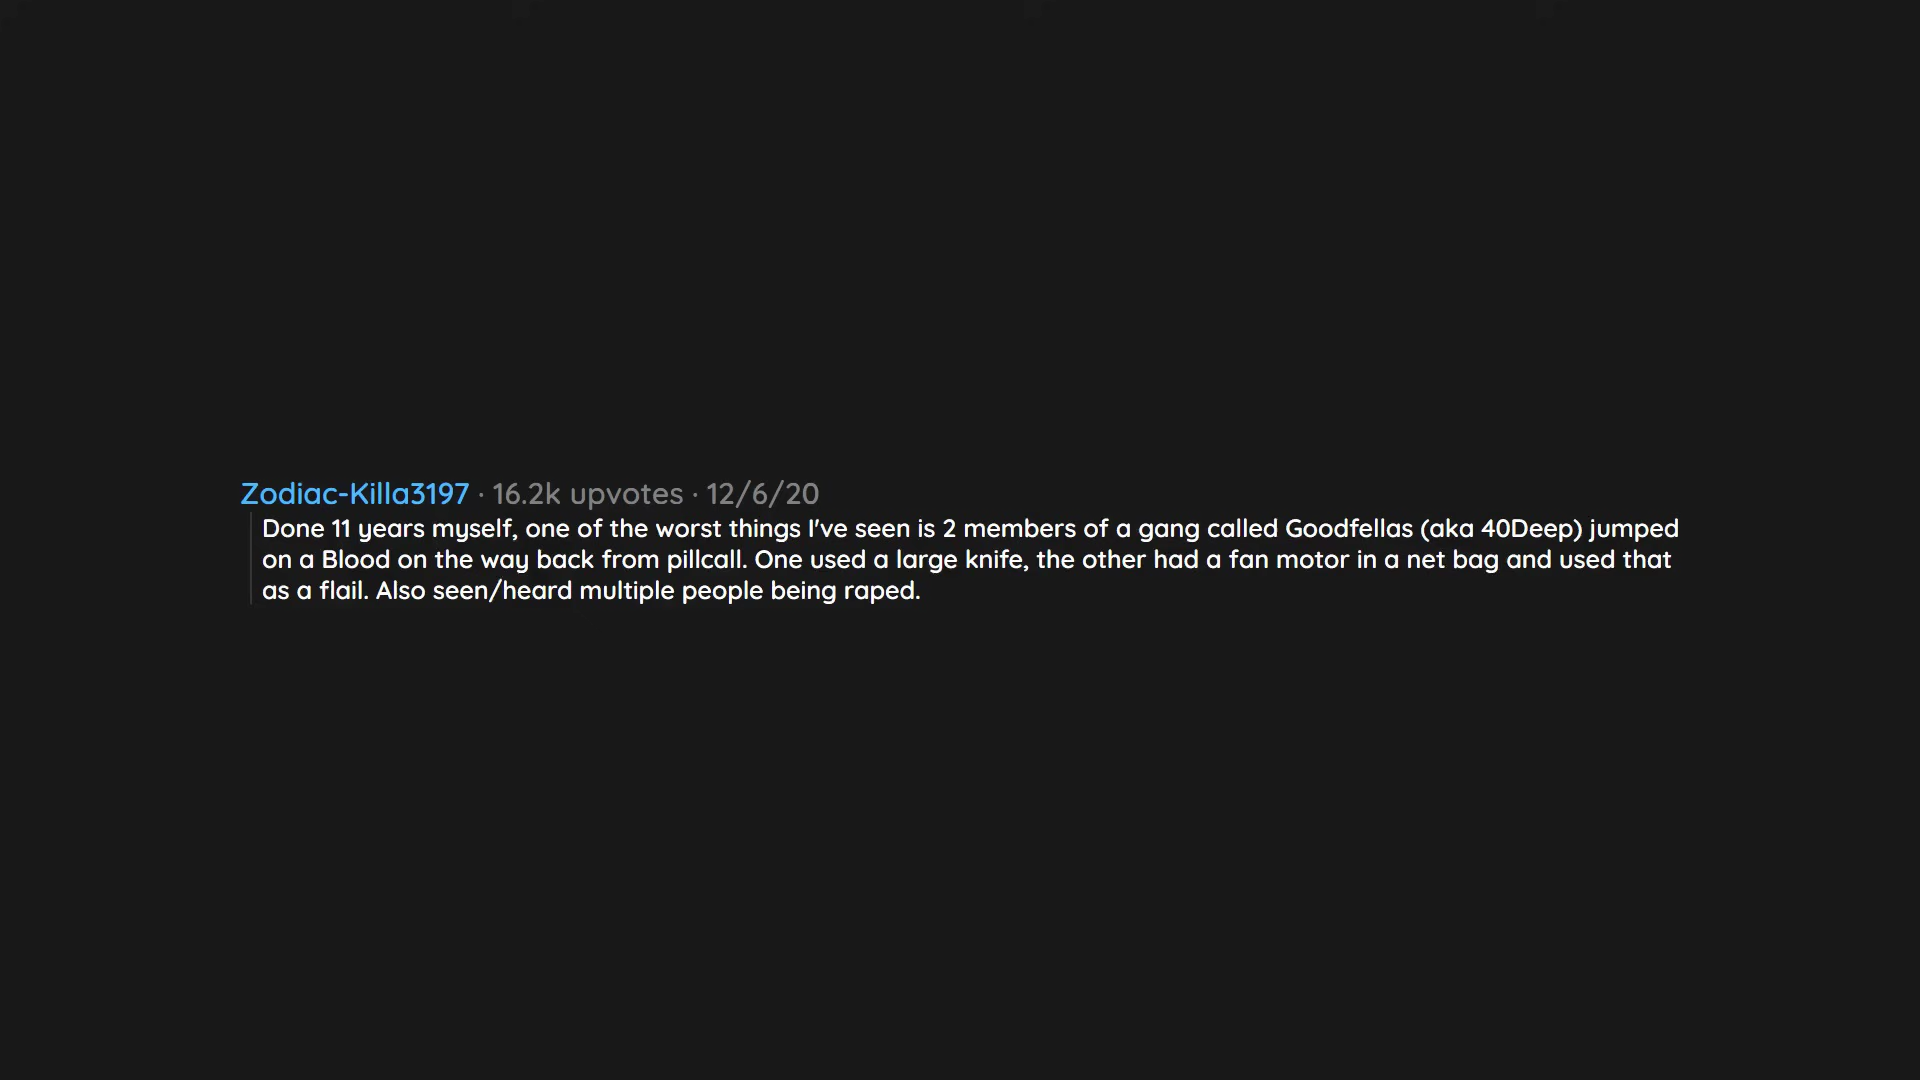 Zodiac-Killa3197 · 16.2k upvotes · 12/6/20
Done 11 years myself, one of the worst things I've seen is 2 members of a gang called Goodfellas (aka 40Deep) jumped
on a Blood on the way back from pillcall. One used a large knife, the other had a fan motor in a net bag and used that
as a flail. Also seen/heard multiple people being raped.